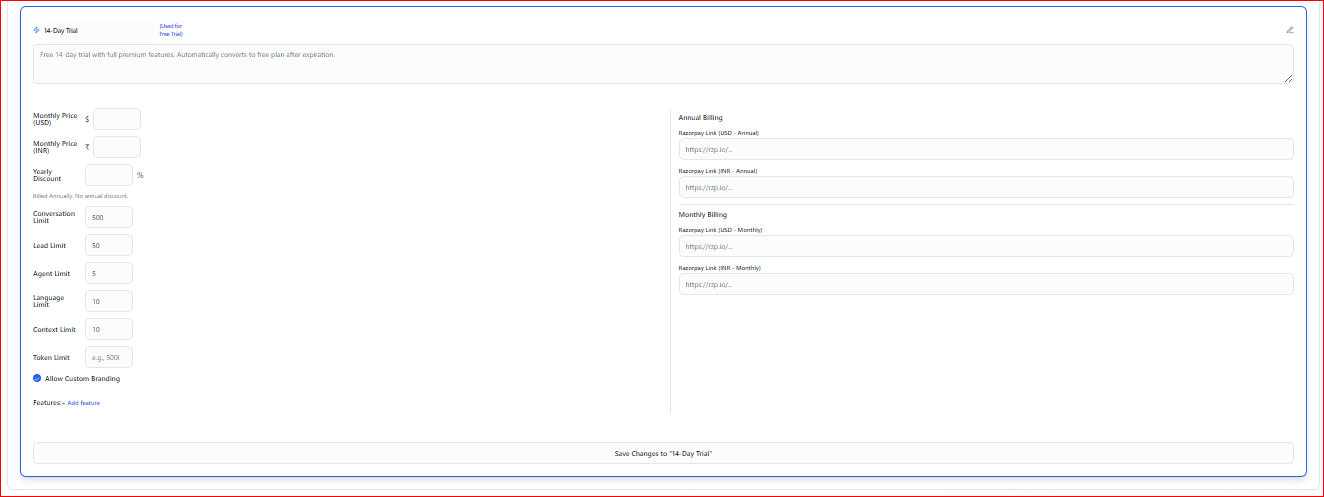 14-Day Trial
(Used for
Free Trial)
Free 14-day trial with full premium features. Automatically converts to free plan after expiration.
Monthly Price
(USD)
$
Monthly Price
(INR)
₹
Yearly
Discount
%
Billed Annually. No annual discount.
Conversation
Limit
500
Lead Limit
50
Agent Limit
5
Language
Limit
10
Context Limit
10
Token Limit
e.g., 500
Allow Custom Branding
Features:+ Add feature
Annual Billing
Razorpay Link (USD - Annual)
https://rzp.io/...
Razorpay Link (INR - Annual)
https://rzp.io/...
Monthly Billing
Razorpay Link (USD - Monthly)
https://rzp.io/...
Razorpay Link (INR - Monthly)
https://rzp.io/...
Save Changes to "14-Day Trial"